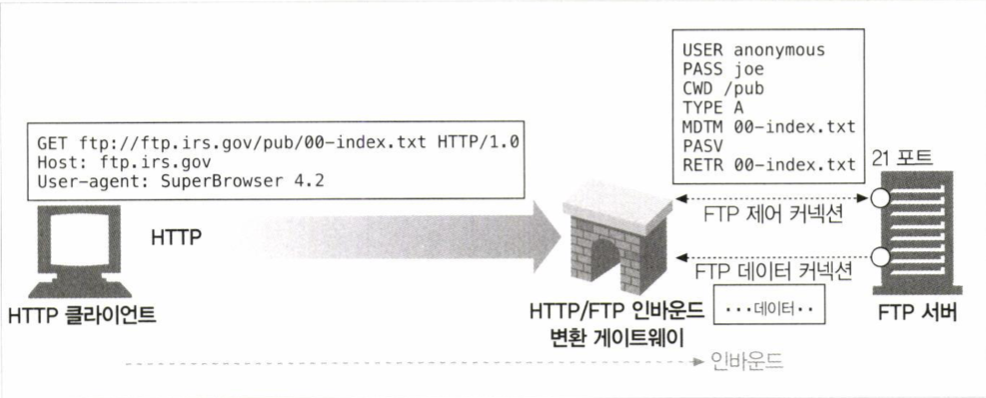 USER anonymous
PASS joe
CWD /pub
TYPE A
MDTM 00-index.txt
PASV
RETR 00-index.txt
21 포트
GET ftp://ftp.irs.gov/pub/00-index.txt HTTP/1.0
Host: ftp.irs.gov
User-agent: SuperBrowser 4.2
HTTP
FTP 제어 커넥션
FTP 데이터 커넥션
...데이터..
HTTP 클라이언트
HTTP/FTP 인바운드
변환 게이트웨이
FTP 서버
인바운드